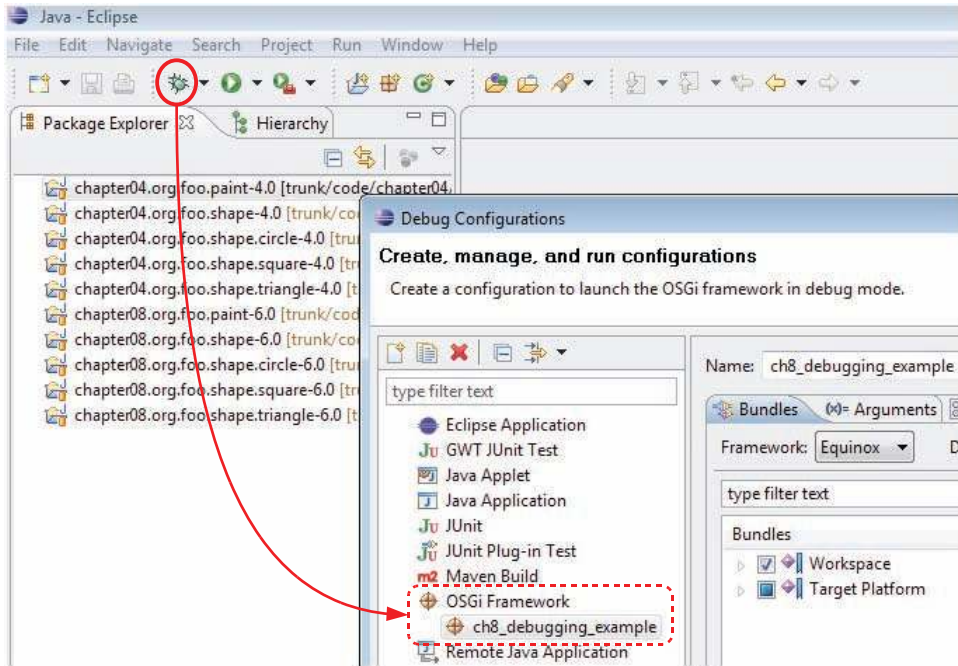 Java - Eclipse
File Edit Navigate Search Project Run Window Help
Package Explorer Hierarchy
chapter04.org.foo.paint-4.0 [trunk/code/chapter04.
chapter04.org.foo.shape-4.0 [trunk/co
chapter04.org.foo.shape.circle-4.0 [tru
chapter04.org.foo.shape.square-4.0 [tr
chapter04.org.foo.shape.triangle-4.0 [t
chapter08.org.foo.paint-6.0 [trunk/cod
chapter08.org.foo.shape-6.0 [trunk/co
chapter08.org.foo.shape.circle-6.0 [tru
chapter08.org.foo.shape.square-6.0 [tr
chapter08.org.foo.shape.triangle-6.0 [t
Debug Configurations
Create, manage, and run configurations
Create a configuration to launch the OSGi framework in debug mode.
type filter text
Eclipse Application
Ju GWT JUnit Test
Java Applet
J Java Application
Ju JUnit
Ju JUnit Plug-in Test
m2 Maven Build
OSGi Framework
ch8_debugging_example
Remote Java Application
Name: ch8_debugging_example
Bundles (x)= Arguments
Framework: Equinox D
type filter text
Bundles
Workspace
Target Platform